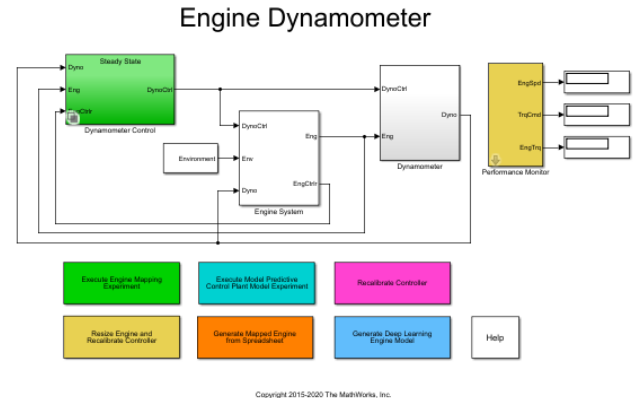 Engine Dynamometer
Steady State
Dyno
Eng
DynoCtrl
Dynamometer Control
DynoCtrl
Env
Dyno
Eng
EngCtrlr
Engine System
Environment
DynoCtrl
Eng
Dyno
Dynamometer
EngSpd
TrqCmd
EngTrq
Performance Monitor
Execute Engine Mapping
Experiment
Execute Model Predictive
Control Plant Model Experiment
Recalibrate Controller
Resize Engine and
Recalibrate Controller
Generate Mapped Engine
from Spreadsheet
Generate Deep Learning
Engine Model
Help
Copyright 2015-2020 The MathWorks, Inc.